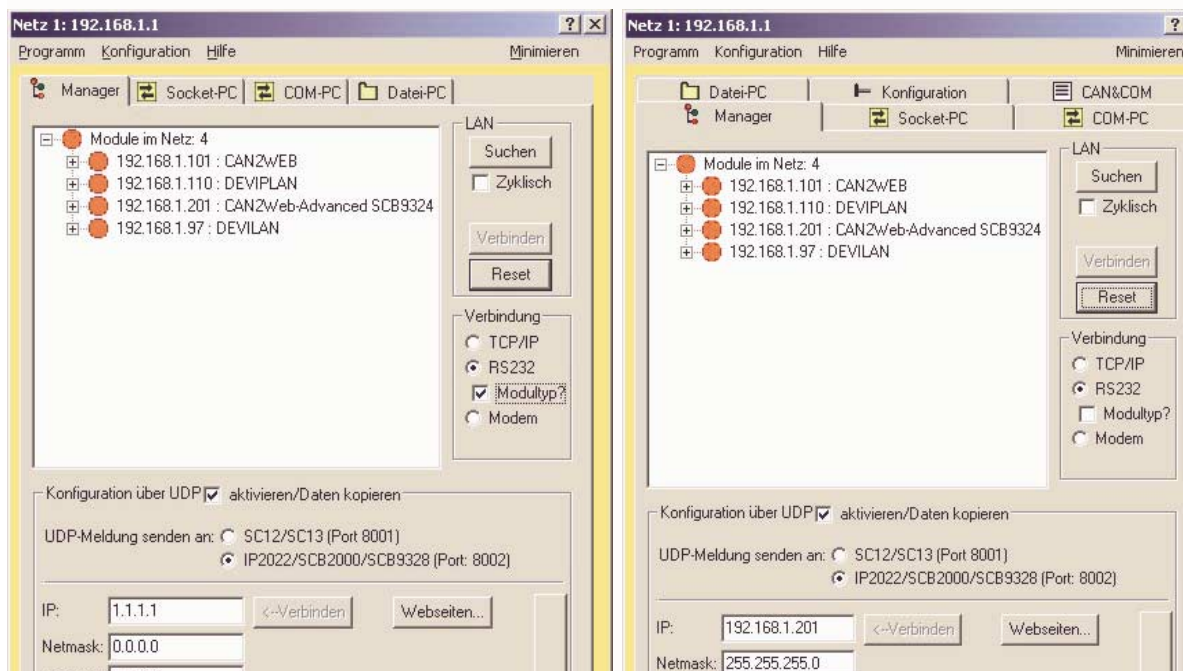 Netz 1: 192.168.1.1
Programm Konfiguration Hilfe Minimieren
Manager Socket-PC COM-PC Datei-PC
Module im Netz: 4
192.168.1.101 : CAN2WEB
192.168.1.110 : DEVIPLAN
192.168.1.201 : CAN2Web-Advanced SCB9324
192.168.1.97 : DEVILAN
LAN
Suchen
Zyklisch
Verbinden
Reset
Verbindung
TCP/IP
RS232
Modultyp?
Modem
Konfiguration über UDP aktivieren/Daten kopieren
UDP-Meldung senden an: SC12/SC13 (Port 8001)
IP2022/SCB2000/SCB9328 (Port: 8002)
IP: 1.1.1.1 <--Verbinden Webseiten...
Netmask: 0.0.0.0
Netz 1: 192.168.1.1
Programm Konfiguration Hilfe Minimieren
Datei-PC Konfiguration CAN&COM
Manager Socket-PC COM-PC
Module im Netz: 4
192.168.1.101 : CAN2WEB
192.168.1.110 : DEVIPLAN
192.168.1.201 : CAN2Web-Advanced SCB9324
192.168.1.97 : DEVILAN
LAN
Suchen
Zyklisch
Verbinden
Reset
Verbindung
TCP/IP
RS232
Modultyp?
Modem
Konfiguration über UDP aktivieren/Daten kopieren
UDP-Meldung senden an: SC12/SC13 (Port 8001)
IP2022/SCB2000/SCB9328 (Port: 8002)
IP: 192.168.1.201 <--Verbinden Webseiten...
Netmask: 255.255.255.0